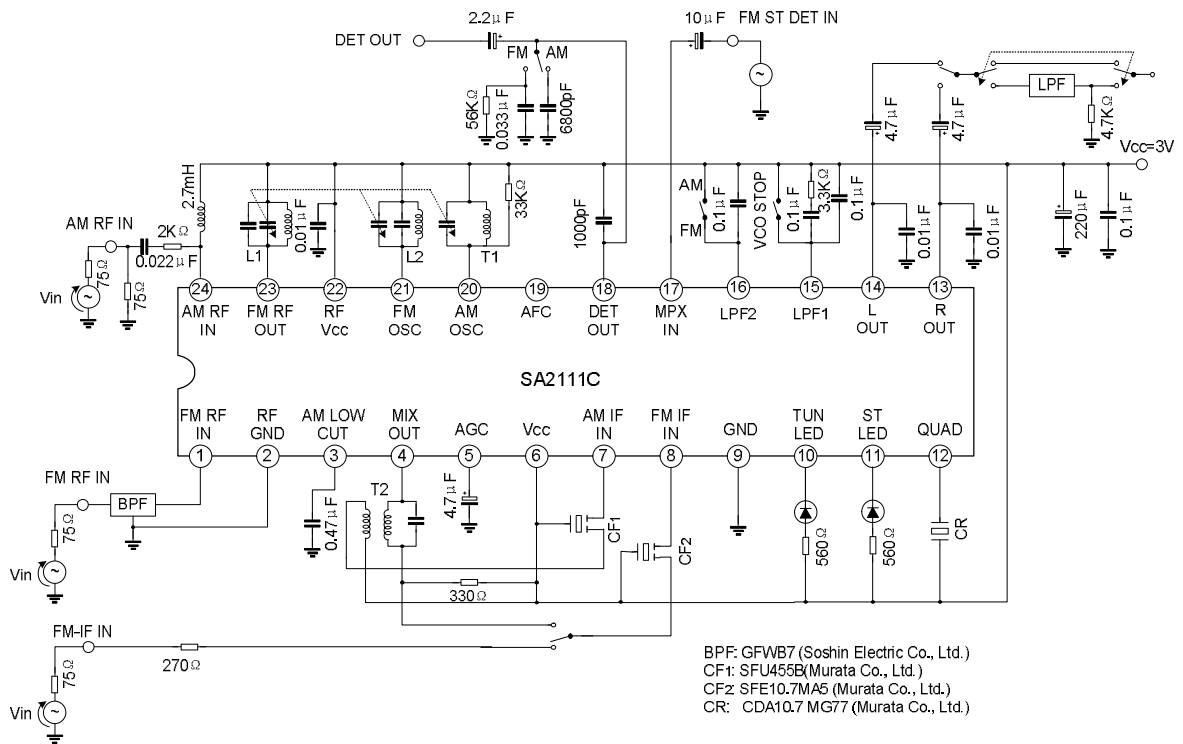 2.2μF
10μF
FM ST DET IN
DET OUT
FM
AM
56KΩ
0.033μF
6800pF
4.7μF
4.7μF
LPF
4.7KΩ
Vcc=3V
2.7mH
AM RF IN
2KΩ
0.022μF
75Ω
75Ω
Vin
L1
0.01μF
L2
T1
33KΩ
1000pF
AM
FM
0.1μF
VCO STOP
0.1μF
3.3KΩ
0.1μF
0.01μF
0.01μF
220μF
0.1μF
24 23 22 21 20 19 18 17 16 15 14 13
AM RF IN
FM RF OUT
RF Vcc
FM OSC
AM OSC
AFC
DET OUT
MPX IN
LPF2
LPF1
L OUT
R OUT
SA2111C
FM RF IN
RF GND
AM LOW CUT
MIX OUT
AGC
Vcc
AM IF IN
FM IF IN
GND
TUN LED
ST LED
QUAD
1 2 3 4 5 6 7 8 9 10 11 12
FM RF IN
BPF
75Ω
Vin
0.47μF
T2
4.7μF
CF1
CF2
560Ω
560Ω
CR
330Ω
FM-IF IN
270Ω
75Ω
Vin
BPF: GFWB7 (Soshin Electric Co., Ltd.)
CF1: SFU455B(Murata Co., Ltd.)
CF2: SFE10.7MA5 (Murata Co., Ltd.)
CR: CDA10.7 MG77 (Murata Co., Ltd.)